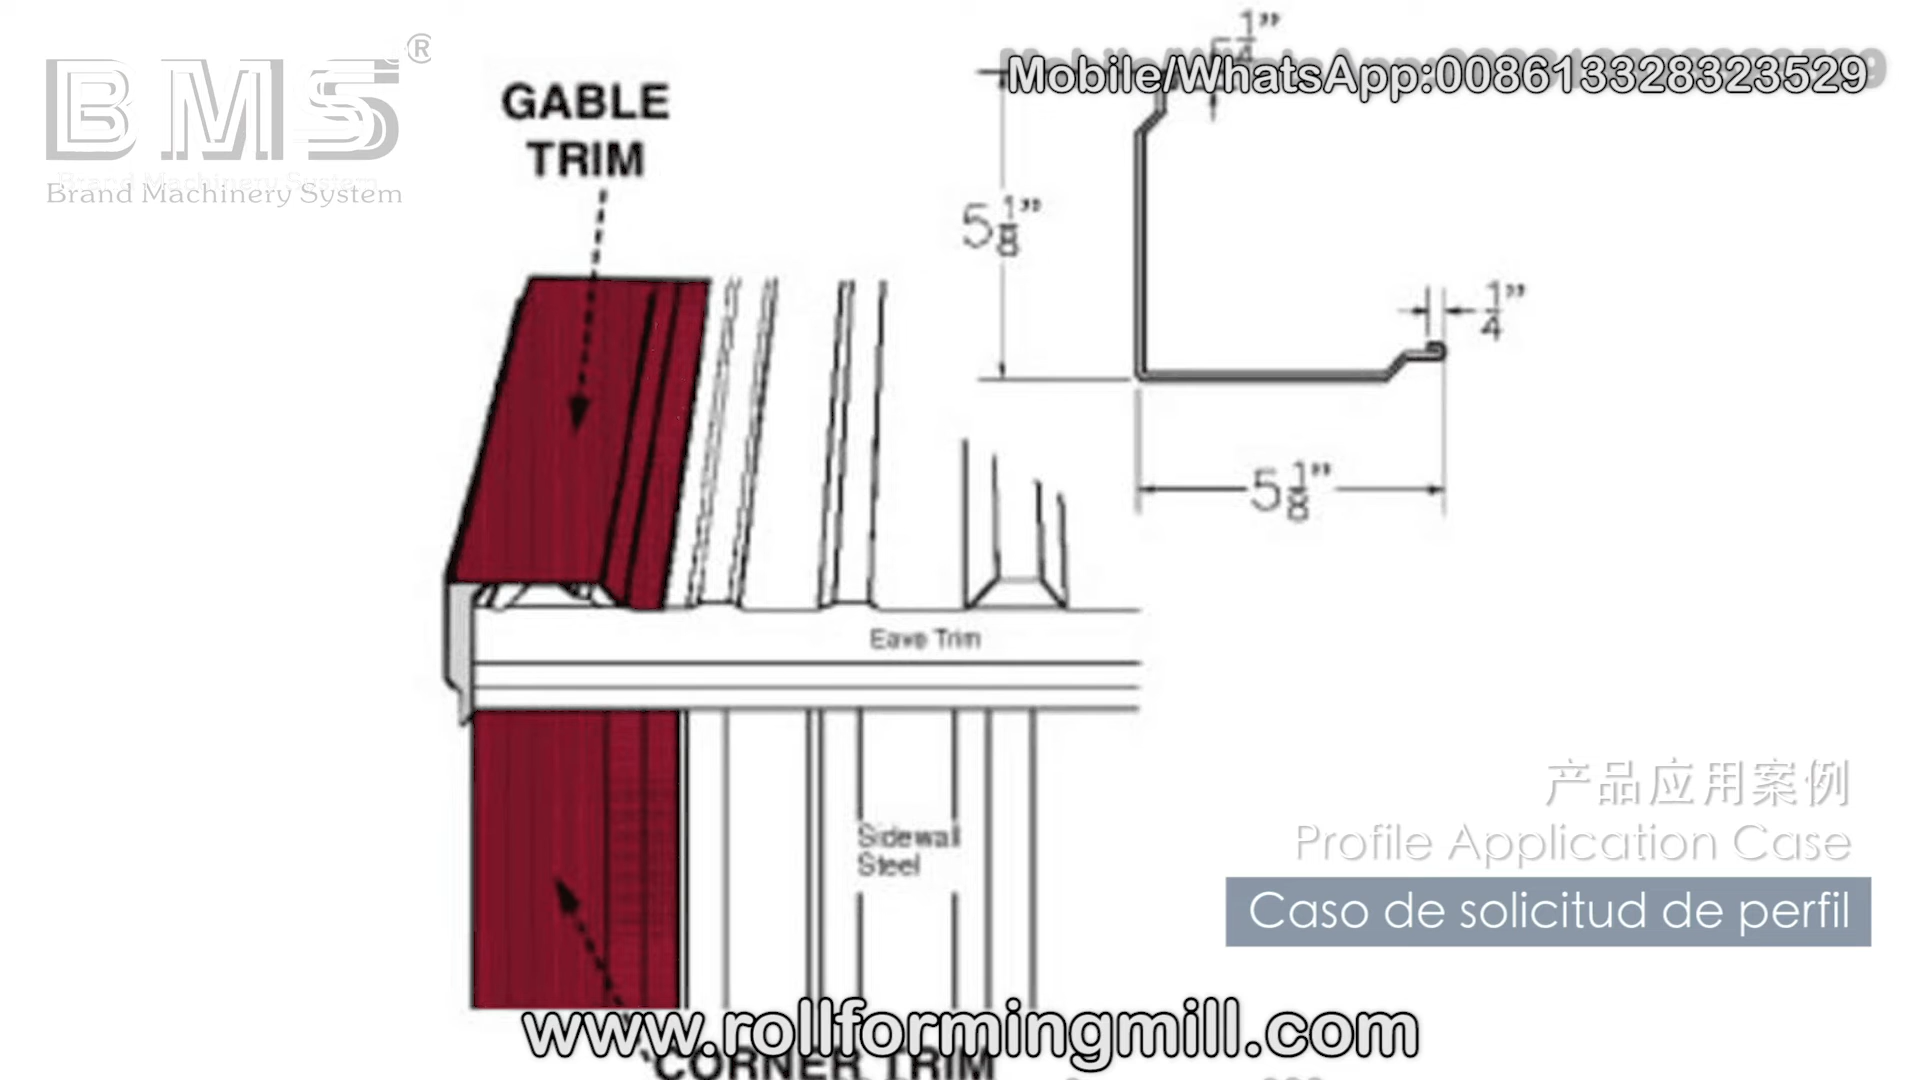 BMS®
Brand Machinery System
GABLE
TRIM
1/4”
Mobile/WhatsApp:008613328323529
5 1/8”
1/4”
5 1/8”
Eave Trim
Sidewall
Steel
产品应用案例
Profile Application Case
Caso de solicitud de perfil
www.rollformingmill.com
CORNER TRIM